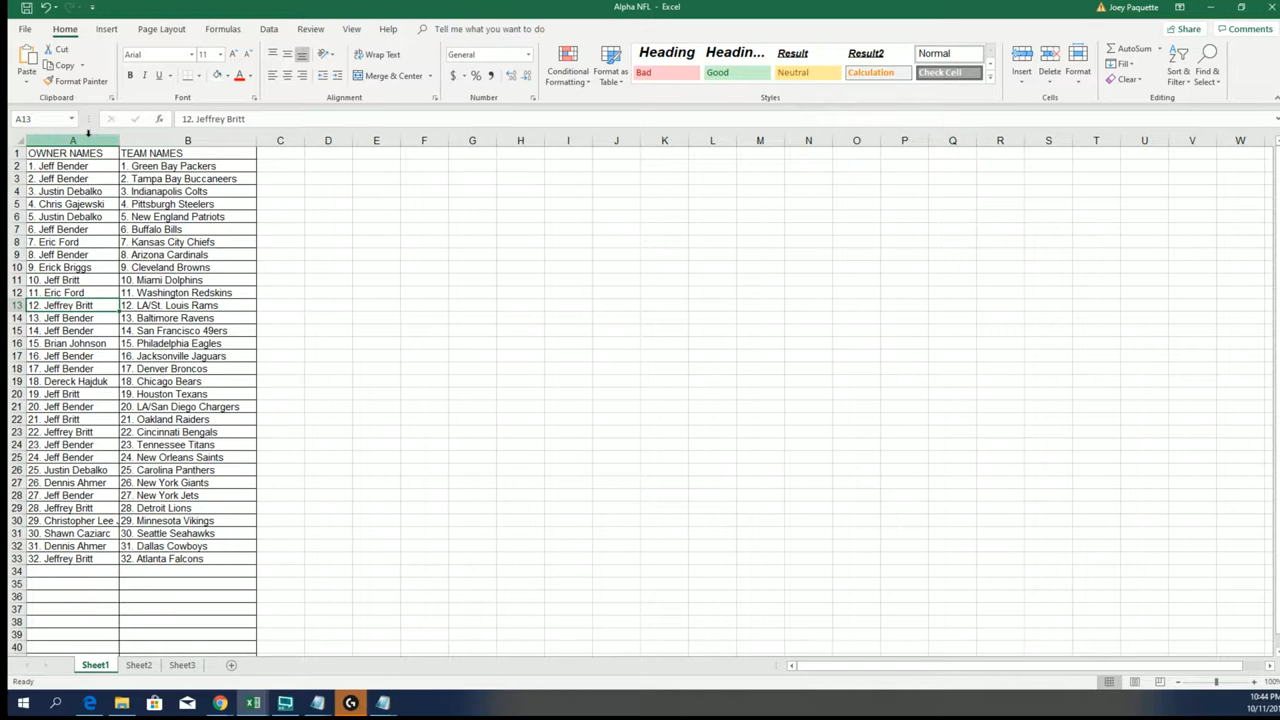 Alpha NFL - Excel
Joey Paquette
File Home Insert Page Layout Formulas Data Review View Help Tell me what you want to do
Share Comments
Paste Cut
Copy
Format Painter
Clipboard
Arial 11
B I U
Font
Wrap Text
Merge & Center
Alignment
General
$ % ,
Number
Conditional Formatting
Format as Table
Heading Headin... Result Result2 Normal
Bad Good Neutral Calculation Check Cell
Styles
Insert Delete Format
Cells
AutoSum
Fill
Clear
Sort & Filter
Find & Select
Editing
A13 fx 12. Jeffrey Britt
A B C D E F G H I J K L M N O P Q R S T U V W
1 OWNER NAMES TEAM NAMES
2 1. Jeff Bender 1. Green Bay Packers
3 2. Jeff Bender 2. Tampa Bay Buccaneers
4 3. Justin Debalko 3. Indianapolis Colts
5 4. Chris Gajewski 4. Pittsburgh Steelers
6 5. Justin Debalko 5. New England Patriots
7 6. Jeff Bender 6. Buffalo Bills
8 7. Eric Ford 7. Kansas City Chiefs
9 8. Jeff Bender 8. Arizona Cardinals
10 9. Erick Briggs 9. Cleveland Browns
11 10. Jeff Britt 10. Miami Dolphins
12 11. Eric Ford 11. Washington Redskins
13 12. Jeffrey Britt 12. LA/St. Louis Rams
14 13. Jeff Bender 13. Baltimore Ravens
15 14. Jeff Bender 14. San Francisco 49ers
16 15. Brian Johnson 15. Philadelphia Eagles
17 16. Jeff Bender 16. Jacksonville Jaguars
18 17. Jeff Bender 17. Denver Broncos
19 18. Dereck Hajduk 18. Chicago Bears
20 19. Jeff Britt 19. Houston Texans
21 20. Jeff Bender 20. LA/San Diego Chargers
22 21. Jeff Britt 21. Oakland Raiders
23 22. Jeffrey Britt 22. Cincinnati Bengals
24 23. Jeff Bender 23. Tennessee Titans
25 24. Jeff Bender 24. New Orleans Saints
26 25. Justin Debalko 25. Carolina Panthers
27 26. Dennis Ahmer 26. New York Giants
28 27. Jeff Bender 27. New York Jets
29 28. Jeffrey Britt 28. Detroit Lions
30 29. Christopher Lee 29. Minnesota Vikings
31 30. Shawn Caziarc 30. Seattle Seahawks
32 31. Dennis Ahmer 31. Dallas Cowboys
33 32. Jeffrey Britt 32. Atlanta Falcons
34
35
36
37
38
39
40
Sheet1 Sheet2 Sheet3
Ready
100%
10:44 PM
10/11/201